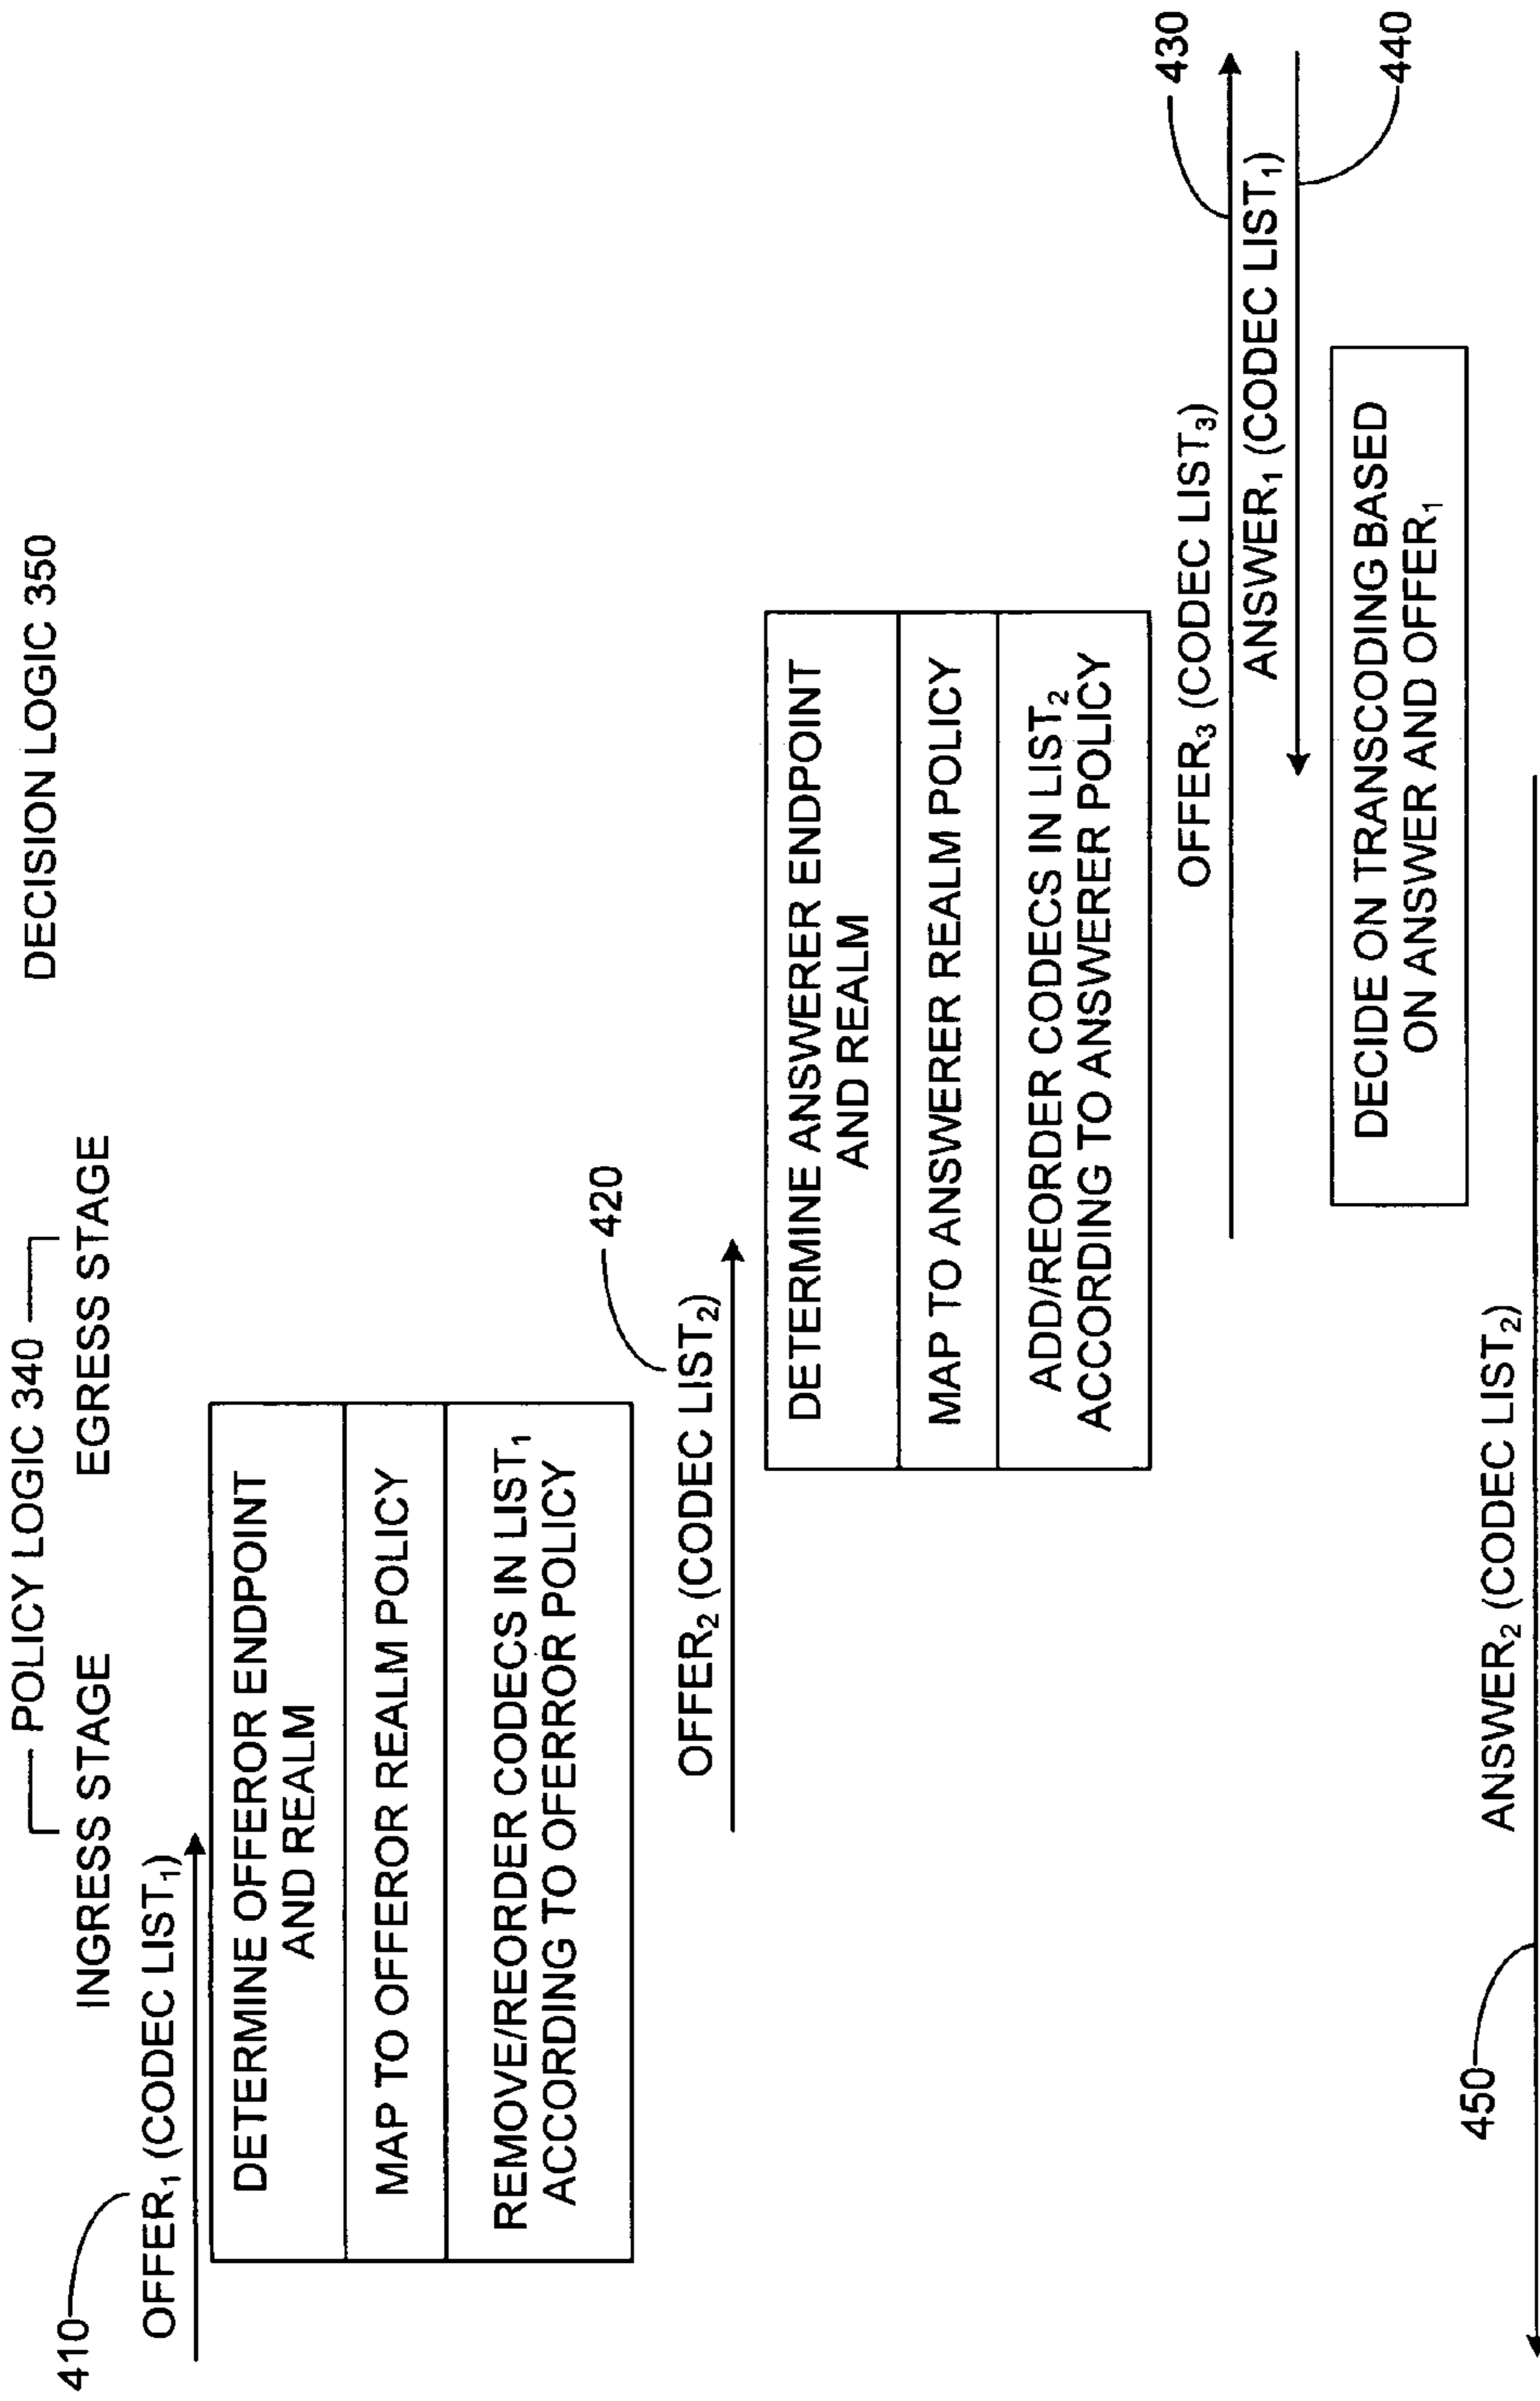 POLICY LOGIC 340
DECISION LOGIC 350
INGRESS STAGE
EGRESS STAGE
410
OFFER₁ (CODEC LIST₁)
DETERMINE OFFEROR ENDPOINT
AND REALM
MAP TO OFFEROR REALM POLICY
REMOVE/REORDER CODECS IN LIST₁
ACCORDING TO OFERROR POLICY
420
OFFER₂ (CODEC LIST₂)
DETERMINE ANSWERER ENDPOINT
AND REALM
MAP TO ANSWERER REALM POLICY
ADD/REORDER CODECS IN LIST₂
ACCORDING TO ANSWERER POLICY
430
OFFER₃ (CODEC LIST₃)
ANSWER₁ (CODEC LIST₁)
440
DECIDE ON TRANSCODING BASED
ON ANSWER AND OFFER₁
450
ANSWER₂ (CODEC LIST₂)